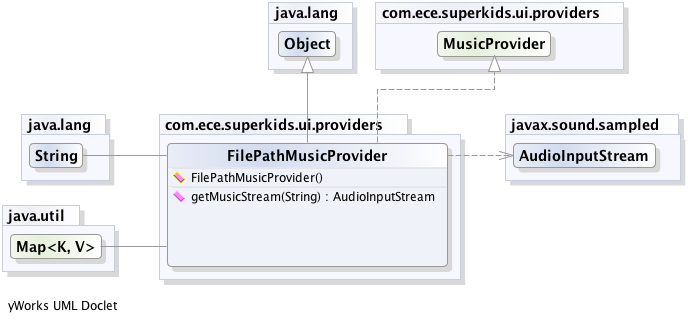 java.lang
com.ece.superkids.ui.providers
Object
MusicProvider
java.lang
com.ece.superkids.ui.providers
javax.sound.sampled
String
FilePathMusicProvider
AudioInputStream
FilePathMusicProvider()
getMusicStream(String) : AudioInputStream
java.util
Map<K, V>
yWorks UML Doclet